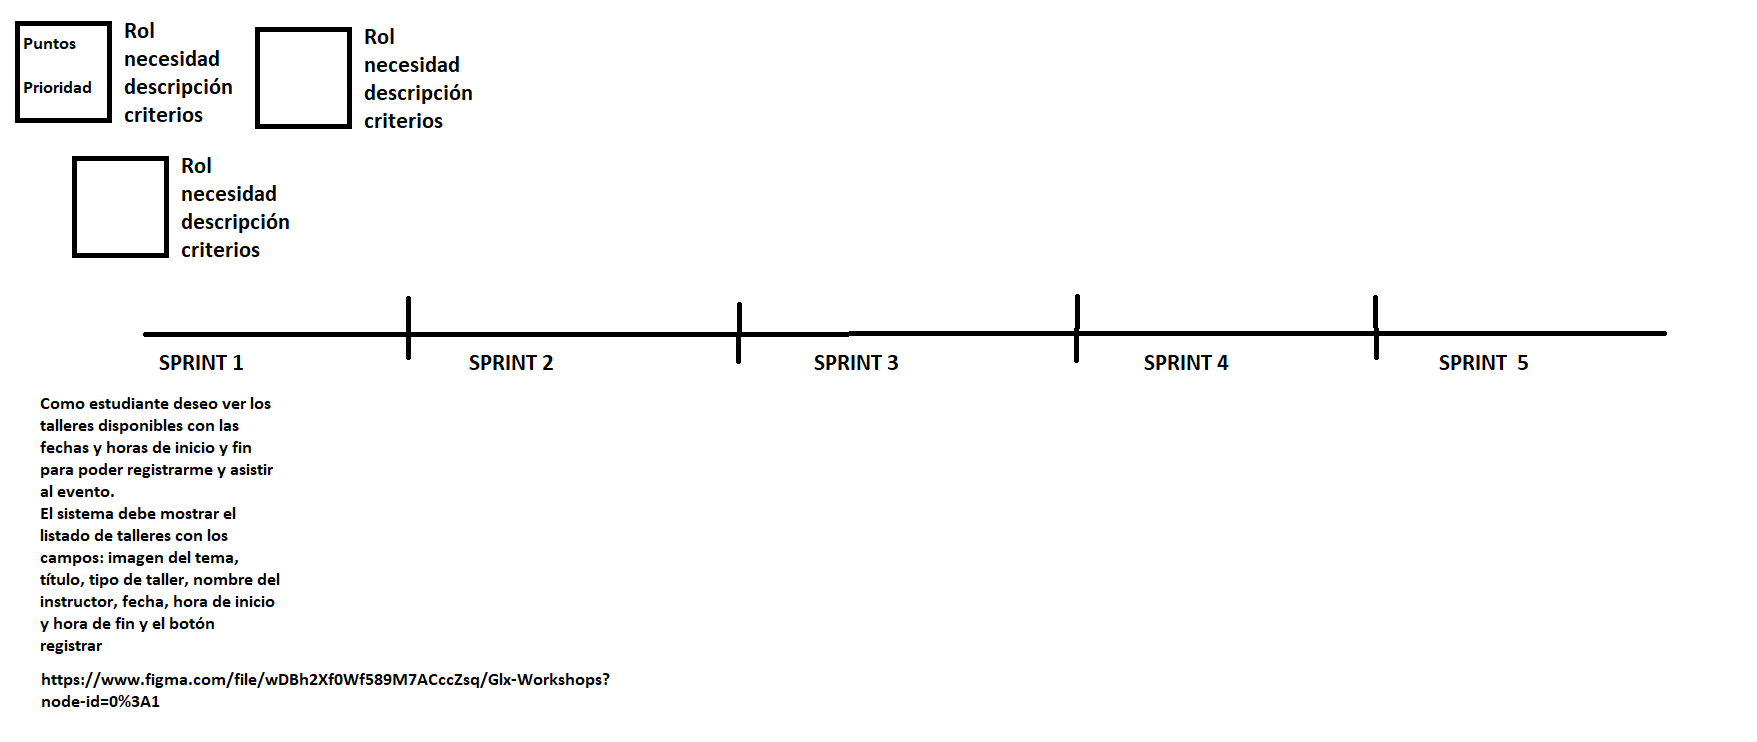 Puntos
Prioridad
Rol
necesidad
descripción
criterios
Rol
necesidad
descripción
criterios
Rol
necesidad
descripción
criterios
SPRINT 1
SPRINT 2
SPRINT 3
SPRINT 4
SPRINT  5
Como estudiante deseo ver los
talleres disponibles con las
fechas y horas de inicio y fin
para poder registrarme y asistir
al evento.
El sistema debe mostrar el
listado de talleres con los
campos: imagen del tema,
título, tipo de taller, nombre del
instructor, fecha, hora de inicio
y hora de fin y el botón
registrar
https://www.figma.com/file/wDBh2Xf0Wf589M7ACccZsq/Glx-Workshops?
node-id=0%3A1